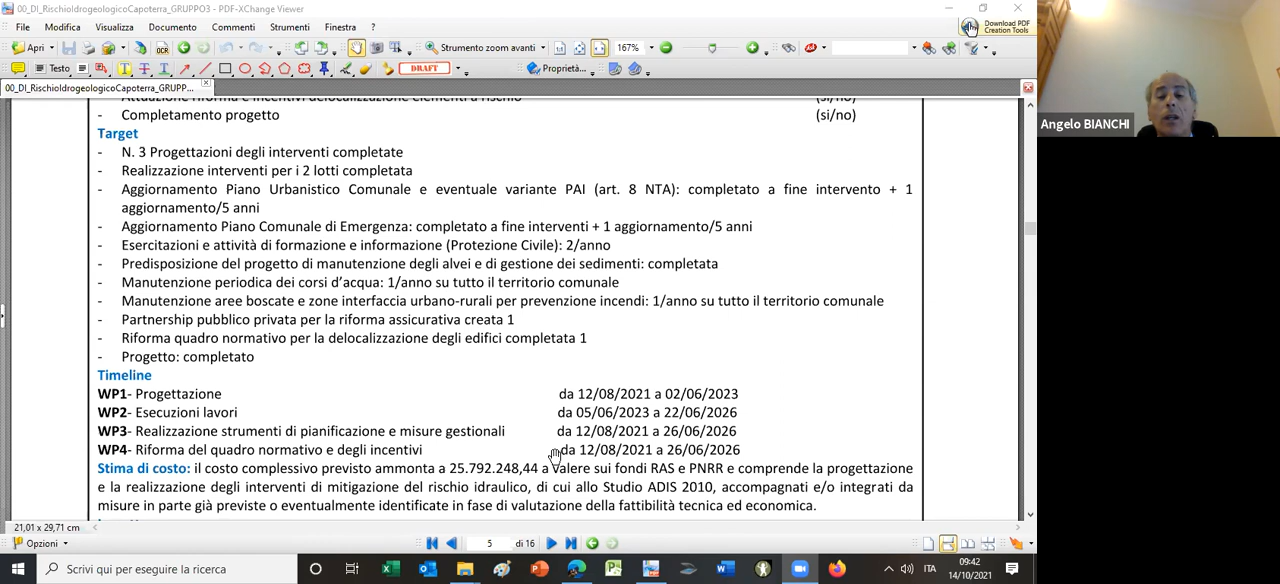 00_DI_RischioIdrogeologicoCapoterra_GRUPPO3 - PDF-XChange Viewer
File Modifica Visualizza Documento Commenti Strumenti Finestra ?
Download PDF
Creation Tools
Apri OCR Strumento zoom avanti 167%
Testo DRAFT Proprietà...
00_DI_RischioIdrogeologicoCapoterra_GRUPP...
Attuazione riforma e incentivi delocalizzazione elementi a rischio (si/no)
- Completamento progetto (si/no)
Target
- N. 3 Progettazioni degli interventi completate
- Realizzazione interventi per i 2 lotti completata
- Aggiornamento Piano Urbanistico Comunale e eventuale variante PAI (art. 8 NTA): completato a fine intervento + 1
aggiornamento/5 anni
- Aggiornamento Piano Comunale di Emergenza: completato a fine interventi + 1 aggiornamento/5 anni
- Esercitazioni e attività di formazione e informazione (Protezione Civile): 2/anno
- Predisposizione del progetto di manutenzione degli alvei e di gestione dei sedimenti: completata
- Manutenzione periodica dei corsi d'acqua: 1/anno su tutto il territorio comunale
- Manutenzione aree boscate e zone interfaccia urbano-rurali per prevenzione incendi: 1/anno su tutto il territorio comunale
- Partnership pubblico privata per la riforma assicurativa creata 1
- Riforma quadro normativo per la delocalizzazione degli edifici completata 1
- Progetto: completato
Timeline
WP1- Progettazione da 12/08/2021 a 02/06/2023
WP2- Esecuzioni lavori da 05/06/2023 a 22/06/2026
WP3- Realizzazione strumenti di pianificazione e misure gestionali da 12/08/2021 a 26/06/2026
WP4- Riforma del quadro normativo e degli incentivi da 12/08/2021 a 26/06/2026
Stima di costo: il costo complessivo previsto ammonta a 25.792.248,44 a valere sui fondi RAS e PNRR e comprende la progettazione
e la realizzazione degli interventi di mitigazione del rischio idraulico, di cui allo Studio ADIS 2010, accompagnati e/o integrati da
misure in parte già previste o eventualmente identificate in fase di valutazione della fattibilità tecnica ed economica.
21,01 x 29,71 cm
Opzioni 5 di 16
Scrivi qui per eseguire la ricerca
ITA
09:42
14/10/2021
Angelo BIANCHI